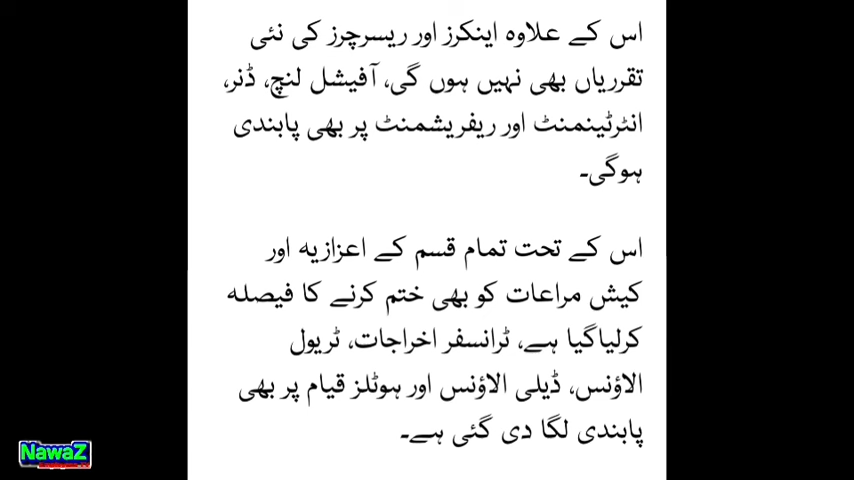 اس کے علاوہ اینکرز اور ریسرچرز کی نئی
تقرریاں بھی نہیں ہوں گی، آفیشل لنچ، ڈنر،
انٹرٹینمنٹ اور ریفریشمنٹ پر بھی پابندی
ہوگی۔
اس کے تحت تمام قسم کے اعزازیہ اور
کیش مراعات کو بھی ختم کرنے کا فیصلہ
کرلیاگیا ہے، ٹرانسفر اخراجات، ٹریول
الاؤنس، ڈیلی الاؤنس اور ہوٹلز قیام پر بھی
پابندی لگا دی گئی ہے۔
NawaZ